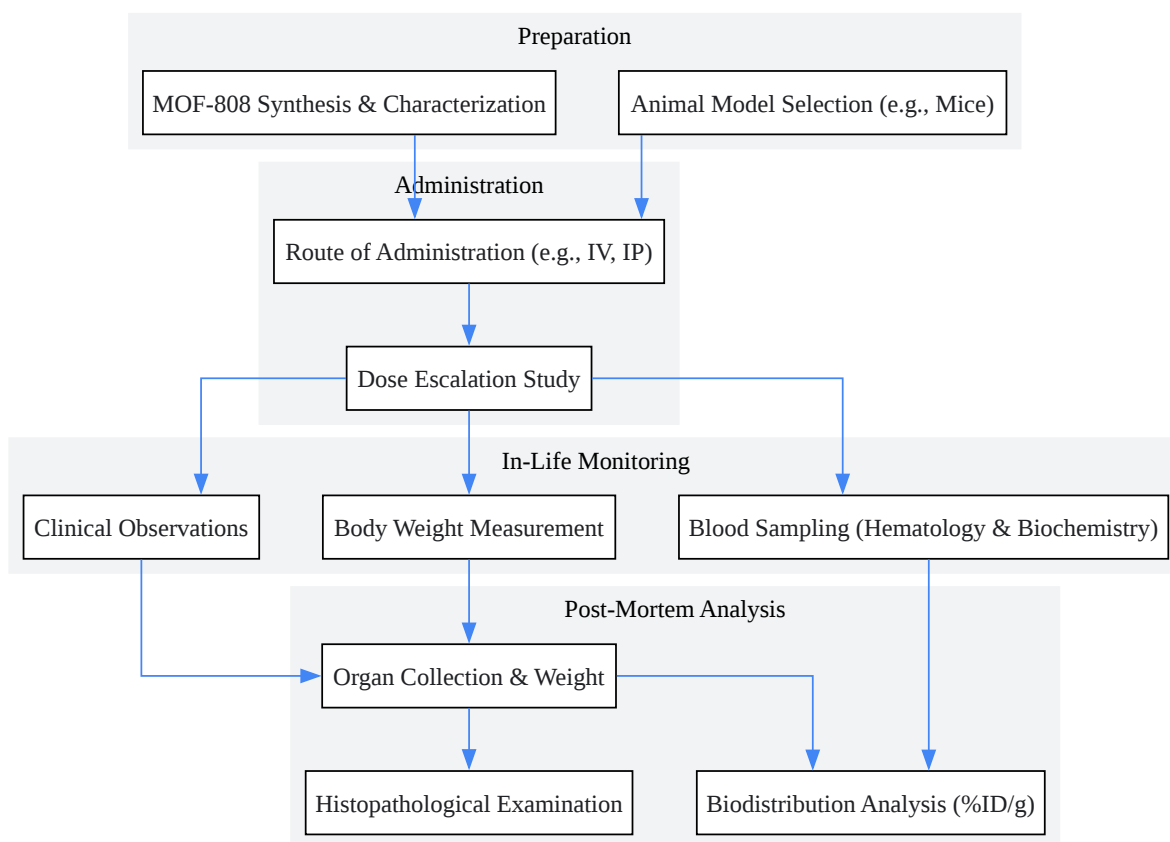 Preparation
MOF-808 Synthesis & Characterization
Animal Model Selection (e.g., Mice)
Administration
Route of Administration (e.g., IV, IP)
Dose Escalation Study
In-Life Monitoring
Clinical Observations
Body Weight Measurement
Blood Sampling (Hematology & Biochemistry)
Post-Mortem Analysis
Organ Collection & Weight
Histopathological Examination
Biodistribution Analysis (%ID/g)